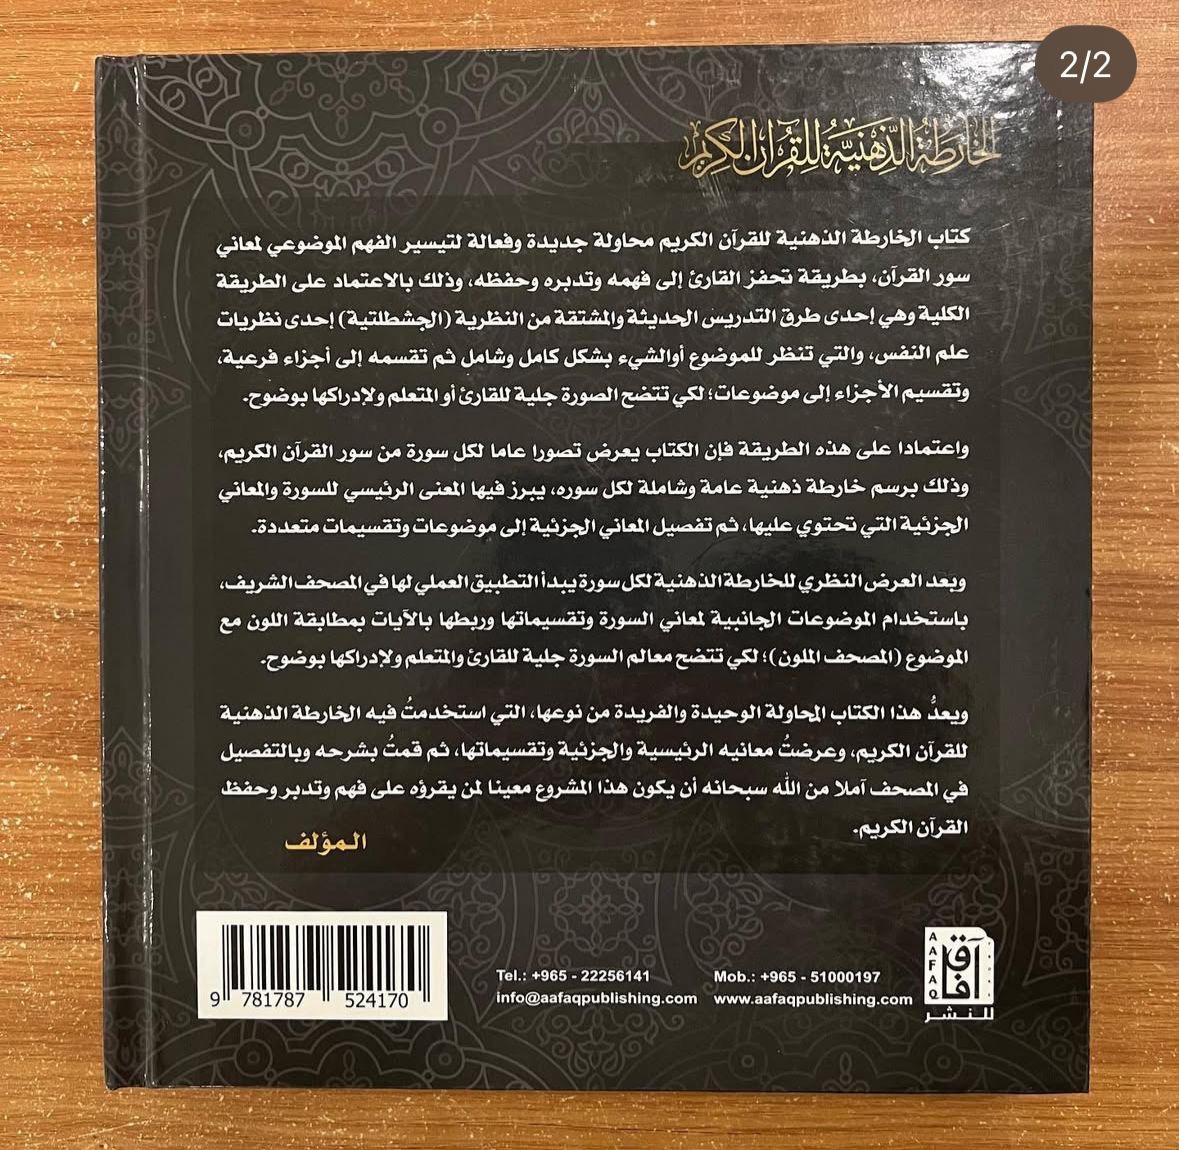 2/2
الخارطة الذهنية للقرآن الكريم
كتاب الخارطة الذهنية للقرآن الكريم محاولة جديدة وفعالة لتيسير الفهم الموضوعي لمعاني
سور القرآن، بطريقة تحفز القارئ إلى فهمه وتدبره وحفظه، وذلك بالاعتماد على الطريقة
الكلية وهي إحدى طرق التدريس الحديثة والمشتقة من النظرية (الجشطلتية) إحدى نظريات
علم النفس، والتي تنظر للموضوع أوالشيء بشكل كامل وشامل ثم تقسمه إلى أجزاء فرعية،
وتقسيم الأجزاء إلى موضوعات؛ لكي تتضح الصورة جلية للقارئ أو المتعلم ولإدراكها بوضوح.
واعتمادا على هذه الطريقة فإن الكتاب يعرض تصورا عاما لكل سورة من سور القرآن الكريم،
وذلك برسم خارطة ذهنية عامة وشاملة لكل سوره، يبرز فيها المعنى الرئيسي للسورة والمعاني
الجزئية التي تحتوي عليها، ثم تفصيل المعاني الجزئية إلى موضوعات وتقسيمات متعددة.
وبعد العرض النظري للخارطة الذهنية لكل سورة يبدأ التطبيق العملي لها في المصحف الشريف،
باستخدام الموضوعات الجانبية لمعاني السورة وتقسيماتها وربطها بالآيات بمطابقة اللون مع
الموضوع (المصحف الملون)؛ لكي تتضح معالم السورة جلية للقارئ والمتعلم ولإدراكها بوضوح.
ويعدُّ هذا الكتاب المحاولة الوحيدة والفريدة من نوعها، التي استخدمتُ فيه الخارطة الذهنية
للقرآن الكريم، وعرضتُ معانيه الرئيسية والجزئية وتقسيماتها، ثم قمتُ بشرحه وبالتفصيل
في المصحف آملا من الله سبحانه أن يكون هذا المشروع معينا لمن يقرؤه على فهم وتدبر وحفظ
القرآن الكريم.
المؤلف
9 781787 524170
Tel.: +965 - 22256141
info@aafaqpublishing.com
Mob.: +965 - 51000197
www.aafaqpublishing.com
AAFAQ
آفاق
للنشر